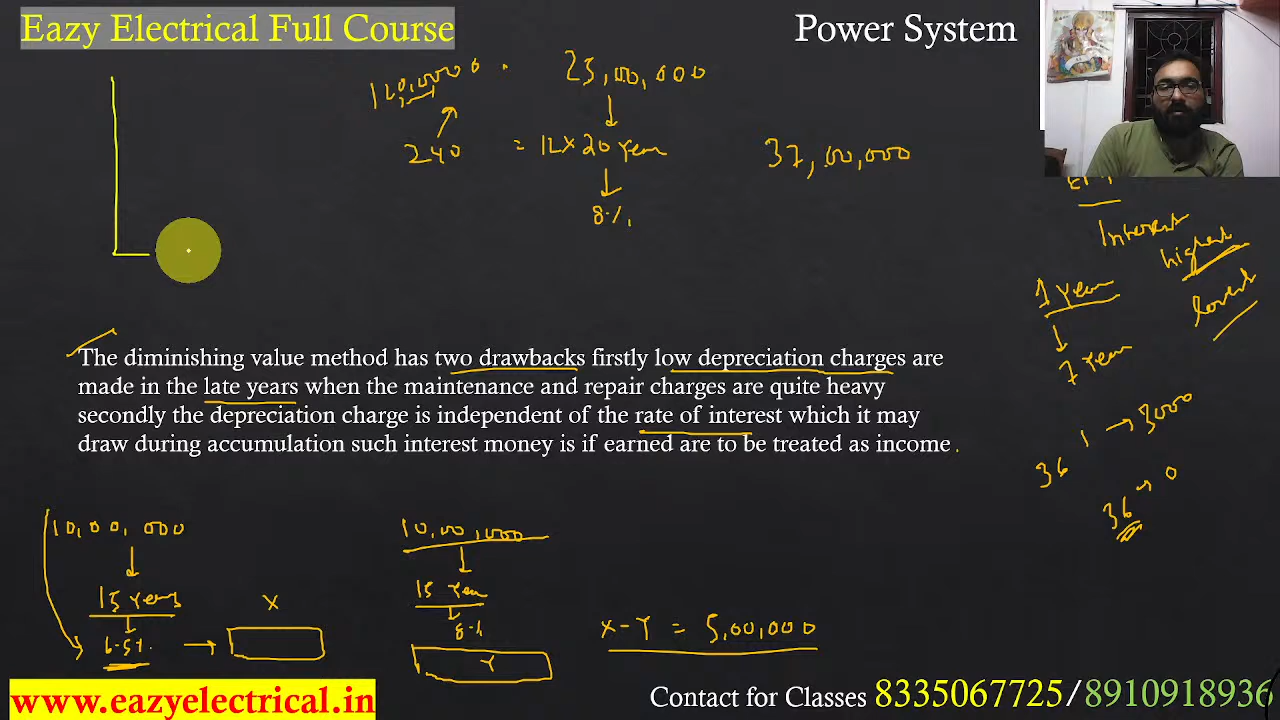 Eazy Electrical Full Course
Power System
25,00,000
240 = 12 x 20 year
37,00,000
8%
Interest
highest
lowest
1 year
7 year
The diminishing value method has two drawbacks firstly low depreciation charges are
made in the late years when the maintenance and repair charges are quite heavy
secondly the depreciation charge is independent of the rate of interest which it may
draw during accumulation such interest money is if earned are to be treated as income .
1 → 3000
36
36 → 0
10,00,000
10,00,000
15 years
15 year
X
6.5%
8%
Y
X-Y = 5,00,000
www.eazyelectrical.in
Contact for Classes 8335067725/8910918936